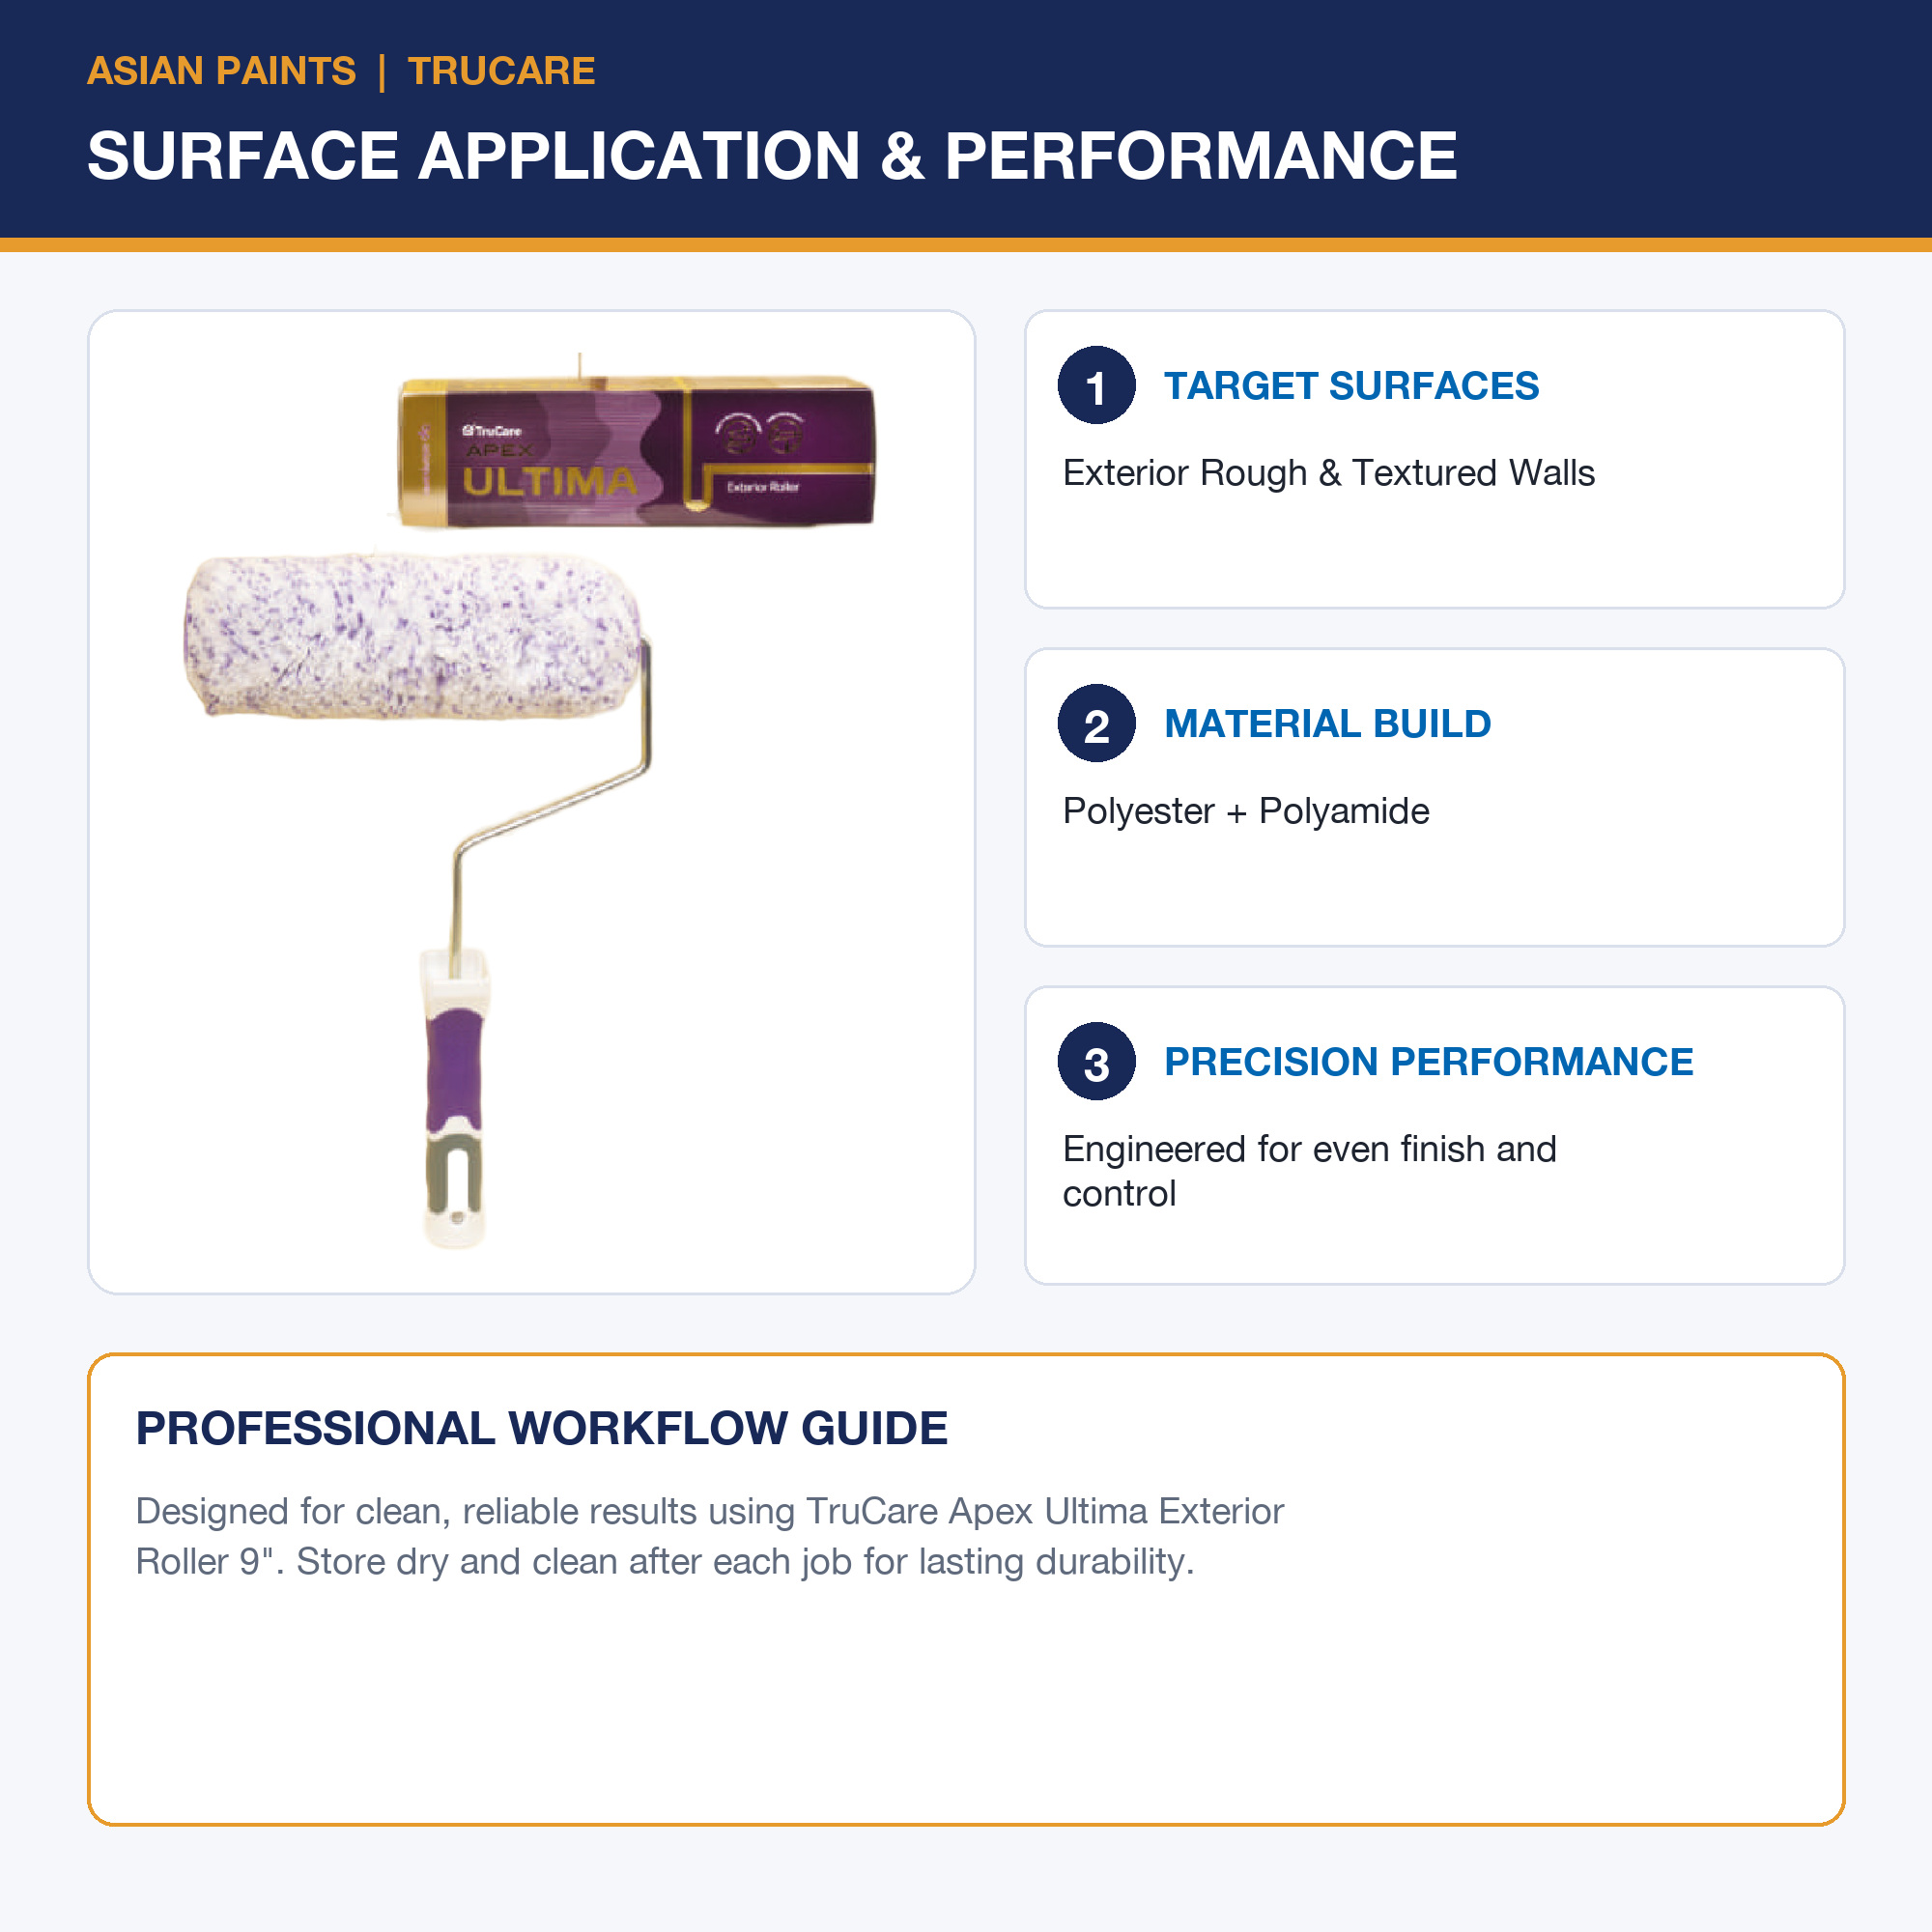 ASIAN PAINTS | TRUCARE
SURFACE APPLICATION & PERFORMANCE
TruCare
APEX
ULTIMA
Exterior Roller
1 TARGET SURFACES
Exterior Rough & Textured Walls
2 MATERIAL BUILD
Polyester + Polyamide
3 PRECISION PERFORMANCE
Engineered for even finish and
control
PROFESSIONAL WORKFLOW GUIDE
Designed for clean, reliable results using TruCare Apex Ultima Exterior
Roller 9". Store dry and clean after each job for lasting durability.